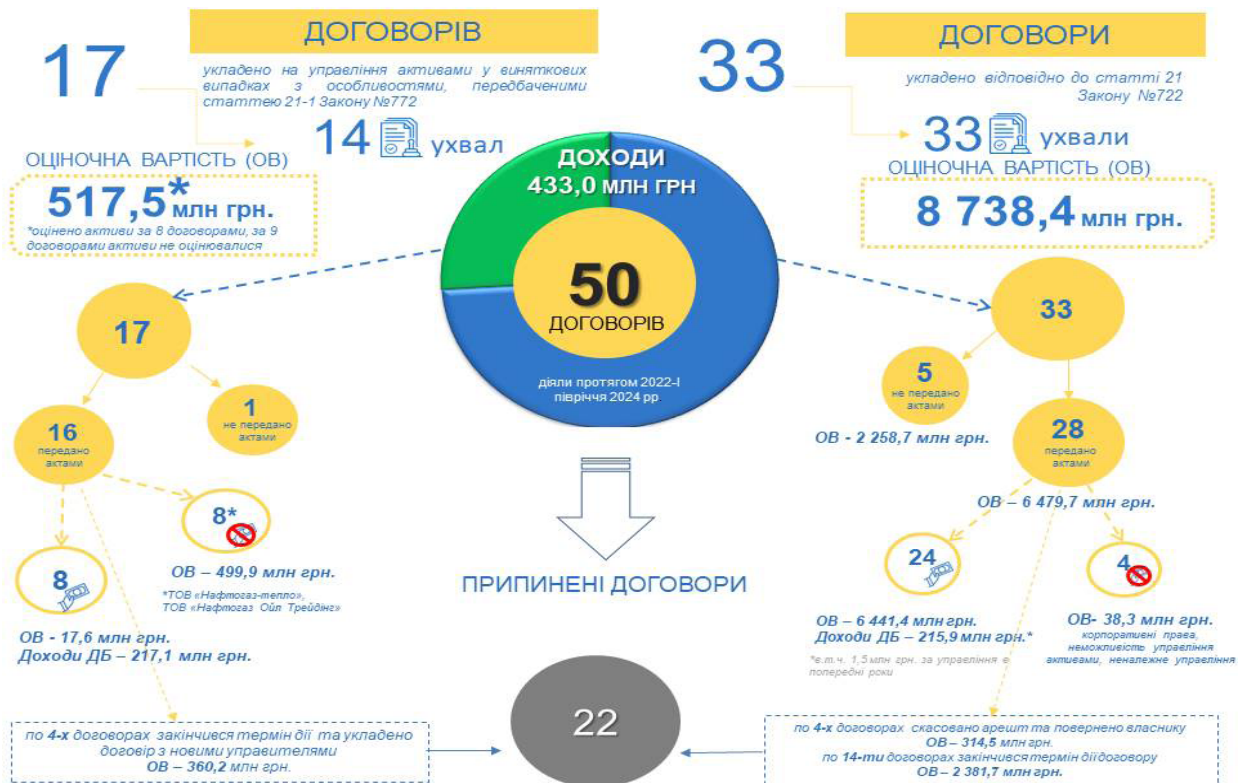 17
ДОГОВОРІВ
укладено на управління активами у виняткових
випадках з особливостями, передбаченими
статтею 21-1 Закону №772
14 ухвал
ОЦІНОЧНА ВАРТІСТЬ (ОВ)
517,5* млн грн.
*оцінено активи за 8 договорами, за 9
договорами активи не оцінювалися
33
ДОГОВОРИ
укладено відповідно до статті 21
Закону №722
33 ухвали
ОЦІНОЧНА ВАРТІСТЬ (ОВ)
8 738,4 млн грн.
ДОХОДИ
433,0 МЛН ГРН
50
ДОГОВОРІВ
діяли протягом 2022-І
півріччя 2024 рр.
17
1
не передано
актами
16
передано
актами
8*
ОВ – 499,9 млн грн.
*ТОВ «Нафтогаз-тепло»,
ТОВ «Нафтогаз Ойл Трейдінг»
8
ОВ - 17,6 млн грн.
Доходи ДБ – 217,1 млн грн.
33
5
не передано
актами
ОВ - 2 258,7 млн грн.
28
передано
актами
ОВ – 6 479,7 млн грн.
24
ОВ – 6 441,4 млн грн.
Доходи ДБ – 215,9 млн грн.*
*в.т.ч. 1,5 млн грн. за управління в
попередні роки
4
ОВ- 38,3 млн грн.
корпоративні права,
неможливість управління
активами, неналежне управління
ПРИПИНЕНІ ДОГОВОРИ
22
по 4-х договорах закінчився термін дії та укладено
договір з новими управителями
ОВ – 360,2 млн грн.
по 4-х договорах скасовано арешт та повернено власнику
ОВ – 314,5 млн грн.
по 14-ти договорах закінчився термін дії договору
ОВ – 2 381,7 млн грн.